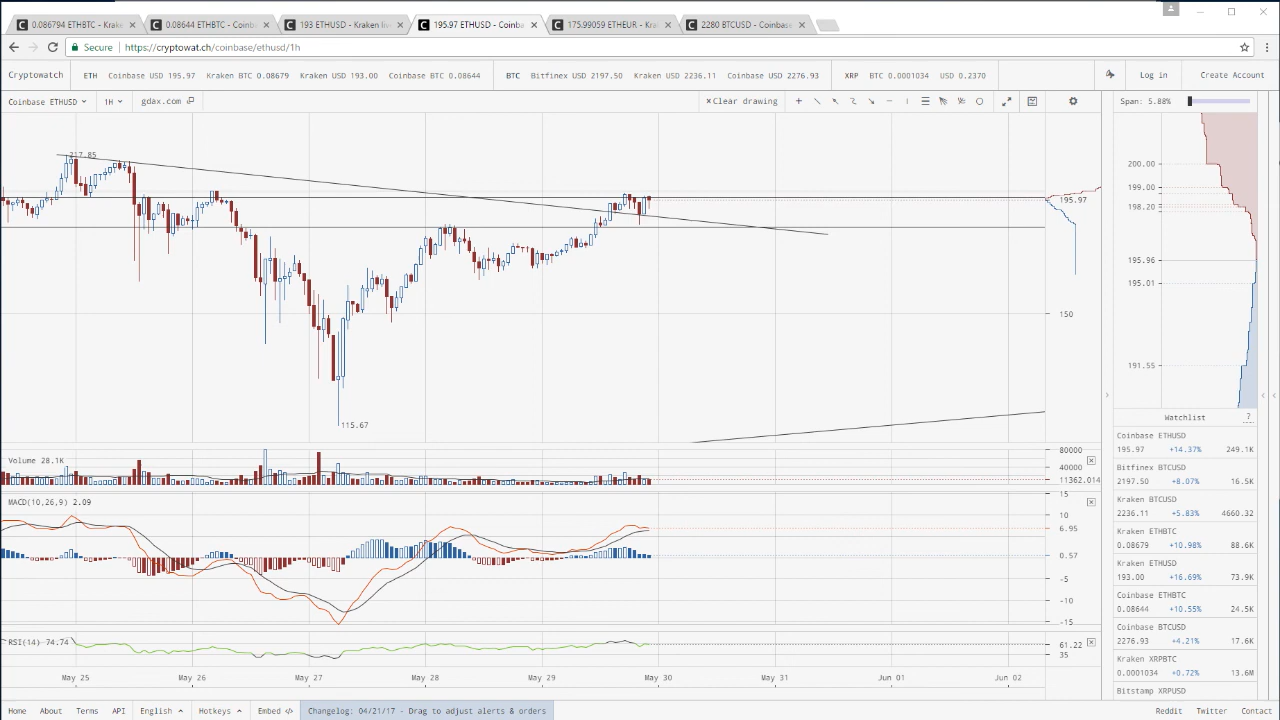 0.086794 ETHBTC - Krake
0.08644 ETHBTC - Coinb
193 ETHUSD - Kraken live
195.97 ETHUSD - Coinba
175.99059 ETHEUR - Kra
2280 BTCUSD - Coinbase
Secure https://cryptowat.ch/coinbase/ethusd/1h
Cryptowatch ETH Coinbase USD 195.97 Kraken BTC 0.08679 Kraken USD 193.00 Coinbase BTC 0.08644 BTC Bitfinex USD 2197.50 Kraken USD 2236.11 Coinbase USD 2276.93 XRP BTC 0.0001034 USD 0.2370 Log in Create Account
Coinbase ETHUSD 1H gdax.com ×Clear drawing Span: 5.88%
217.85
195.97
150
115.67
200.00
199.00
198.20
195.96
195.01
191.55
Volume 28.1K
80000
40000
11362.014
MACD(10,26,9) 2.09
15
10
6.95
0.57
-5
-10
-15
RSI(14) 74.74
61.22
35
May 25 May 26 May 27 May 28 May 29 May 30 May 31 Jun 01 Jun 02
Watchlist ?
Coinbase ETHUSD
195.97 +14.37% 249.1K
Bitfinex BTCUSD
2197.50 +8.07% 16.5K
Kraken BTCUSD
2236.11 +5.83% 4660.32
Kraken ETHBTC
0.08679 +10.98% 88.6K
Kraken ETHUSD
193.00 +16.69% 73.9K
Coinbase ETHBTC
0.08644 +10.55% 24.5K
Coinbase BTCUSD
2276.93 +4.21% 17.6K
Kraken XRPBTC
0.0001034 +0.72% 13.6M
Bitstamp XRPUSD
Home About Terms API English Hotkeys Embed Changelog: 04/21/17 - Drag to adjust alerts & orders Reddit Twitter Contact